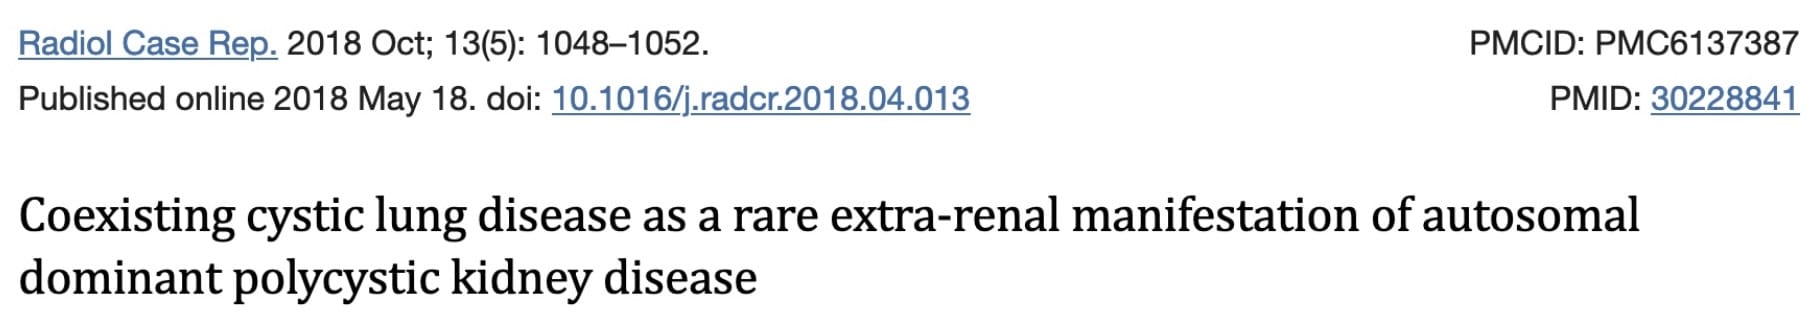 Radiol Case Rep. 2018 Oct; 13(5): 1048–1052. PMCID: PMC6137387
Published online 2018 May 18. doi: 10.1016/j.radcr.2018.04.013 PMID: 30228841
Coexisting cystic lung disease as a rare extra-renal manifestation of autosomal
dominant polycystic kidney disease